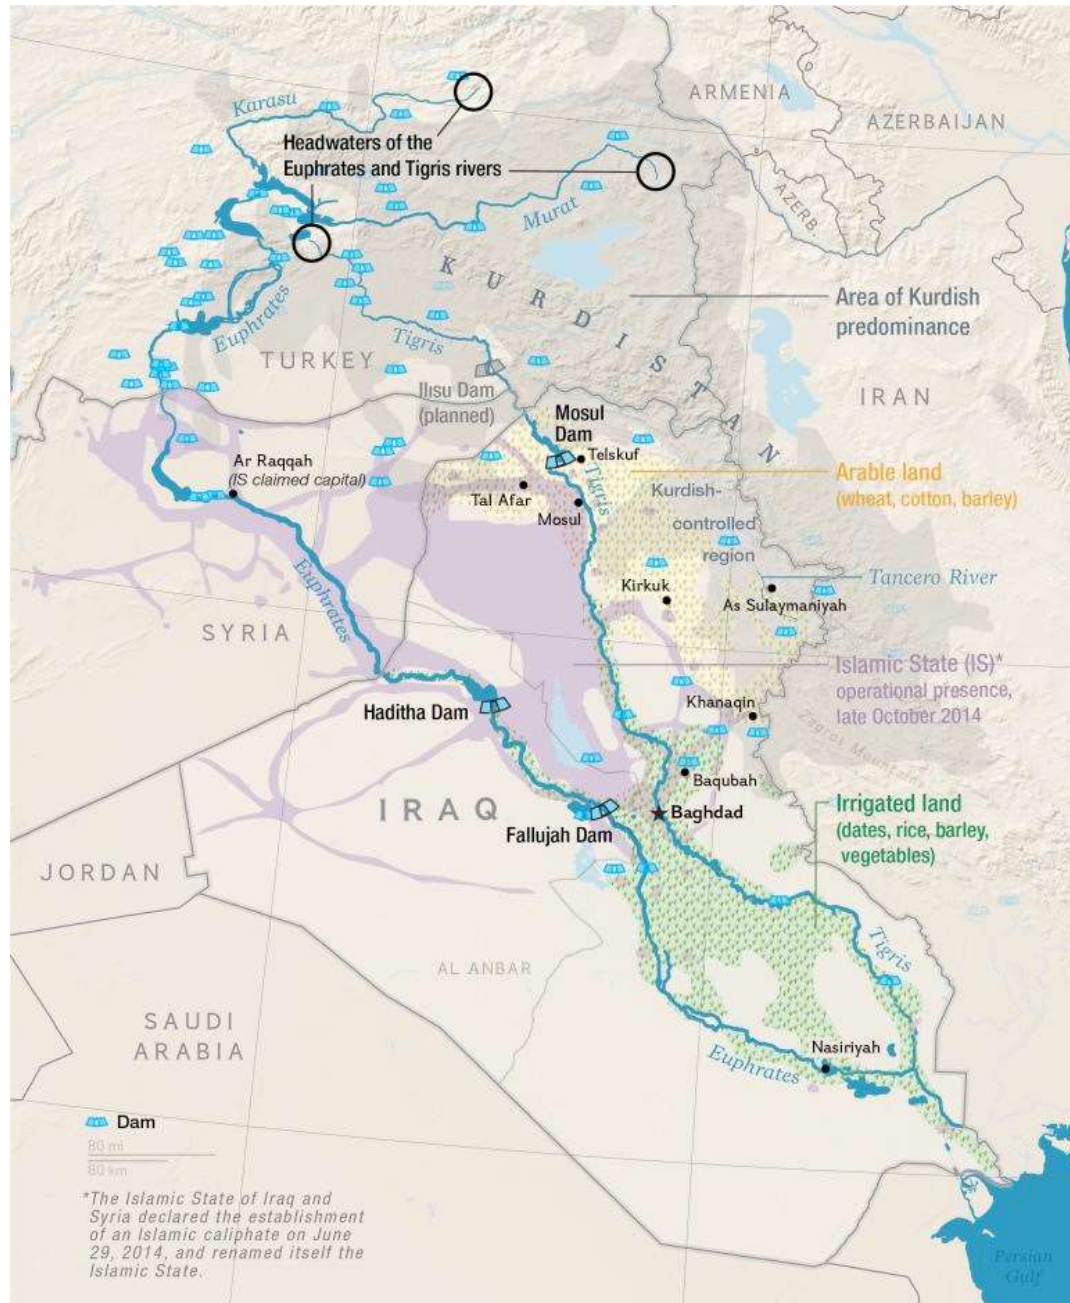 ARMENIA
AZERBAIJAN
Karasu
Headwaters of the
Euphrates and Tigris rivers
AZERB.
Murat
KURDISTAN
Area of Kurdish
predominance
Euphrates
Tigris
TURKEY
IRAN
Ilısu Dam
(planned)
Mosul
Dam
Telskuf
Ar Raqqah
(IS claimed capital)
Tigris
Arable land
(wheat, cotton, barley)
Tal Afar
Mosul
Kurdish-
controlled
region
Euphrates
Tancero River
Kirkuk
As Sulaymaniyah
SYRIA
Islamic State (IS)*
operational presence,
late October 2014
Haditha Dam
Khanaqin
Zagros Mountains
Baqubah
IRAQ
Baghdad
Irrigated land
(dates, rice, barley,
vegetables)
Fallujah Dam
JORDAN
Tigris
AL ANBAR
SAUDI
ARABIA
Nasiriyah
Euphrates
Dam
80 mi
80 km
*The Islamic State of Iraq and
Syria declared the establishment
of an Islamic caliphate on June
29, 2014, and renamed itself the
Islamic State.
Persian
Gulf